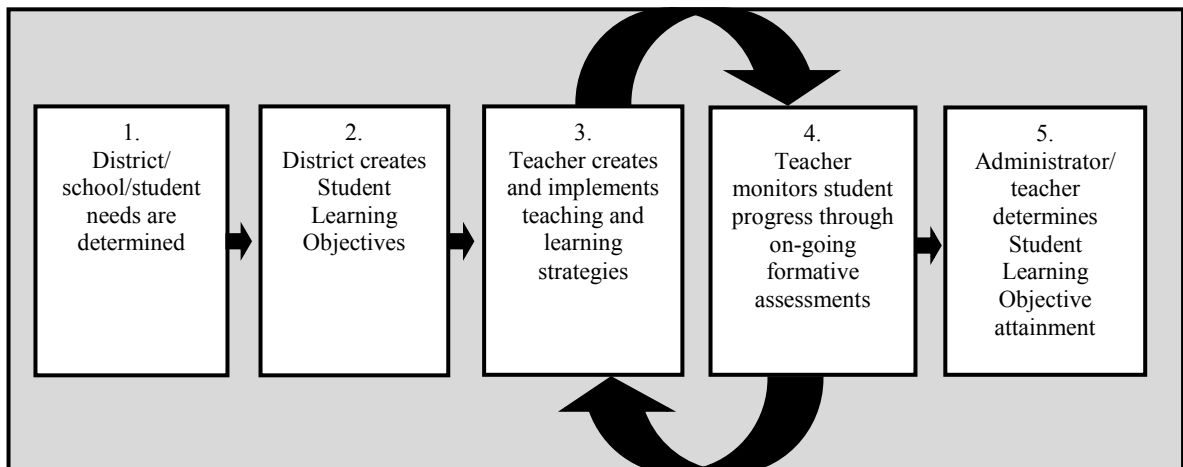 1.
District/
school/student
needs are
determined
2.
District creates
Student
Learning
Objectives
3.
Teacher creates
and implements
teaching and
learning
strategies
4.
Teacher
monitors student
progress through
on-going
formative
assessments
5.
Administrator/
teacher
determines
Student
Learning
Objective
attainment